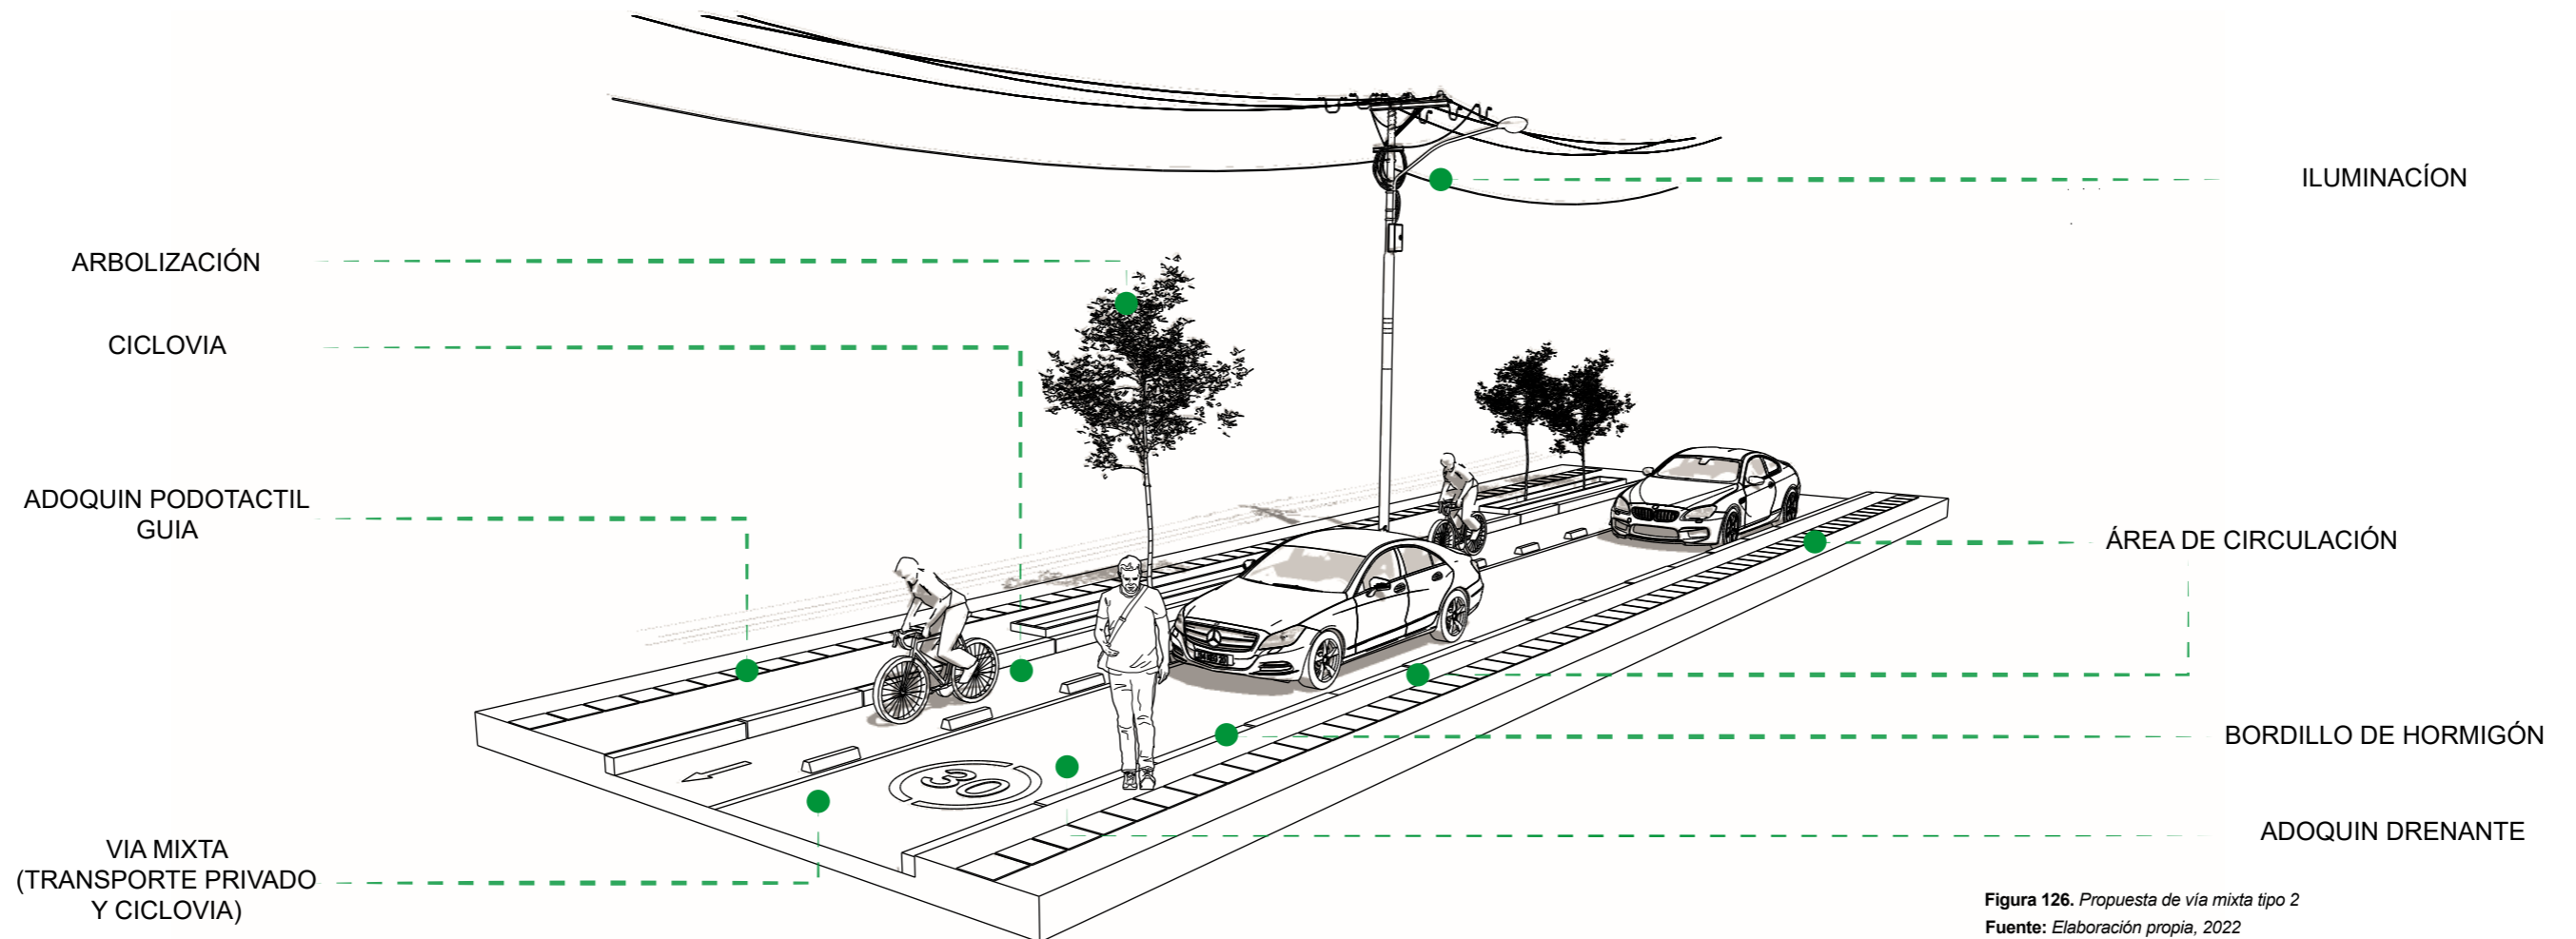 ILUMINACÍON
ARBOLIZACIÓN
CICLOVIA
ADOQUIN PODOTACTIL
GUIA
ÁREA DE CIRCULACIÓN
BORDILLO DE HORMIGÓN
30
ADOQUIN DRENANTE
VIA MIXTA
(TRANSPORTE PRIVADO
Y CICLOVIA)
Figura 126. Propuesta de vía mixta tipo 2
Fuente: Elaboración propia, 2022